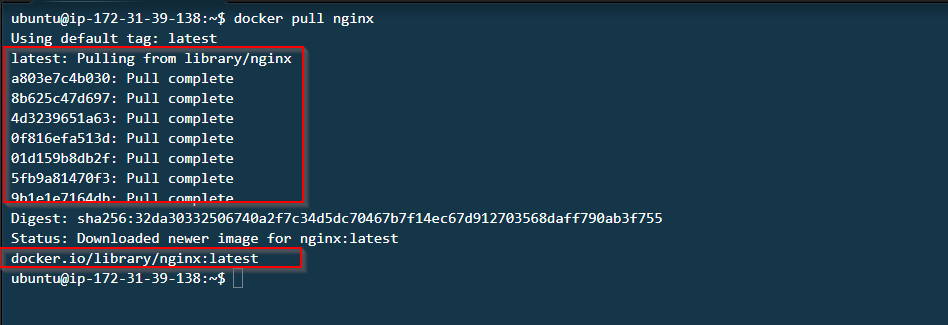 ubuntu@ip-172-31-39-138:~$ docker pull nginx
Using default tag: latest
latest: Pulling from library/nginx
a803e7c4b030: Pull complete
8b625c47d697: Pull complete
4d3239651a63: Pull complete
0f816efa513d: Pull complete
01d159b8db2f: Pull complete
5fb9a81470f3: Pull complete
9b1e1e7164db: Pull complete
Digest: sha256:32da30332506740a2f7c34d5dc70467b7f14ec67d912703568daff790ab3f755
Status: Downloaded newer image for nginx:latest
docker.io/library/nginx:latest
ubuntu@ip-172-31-39-138:~$